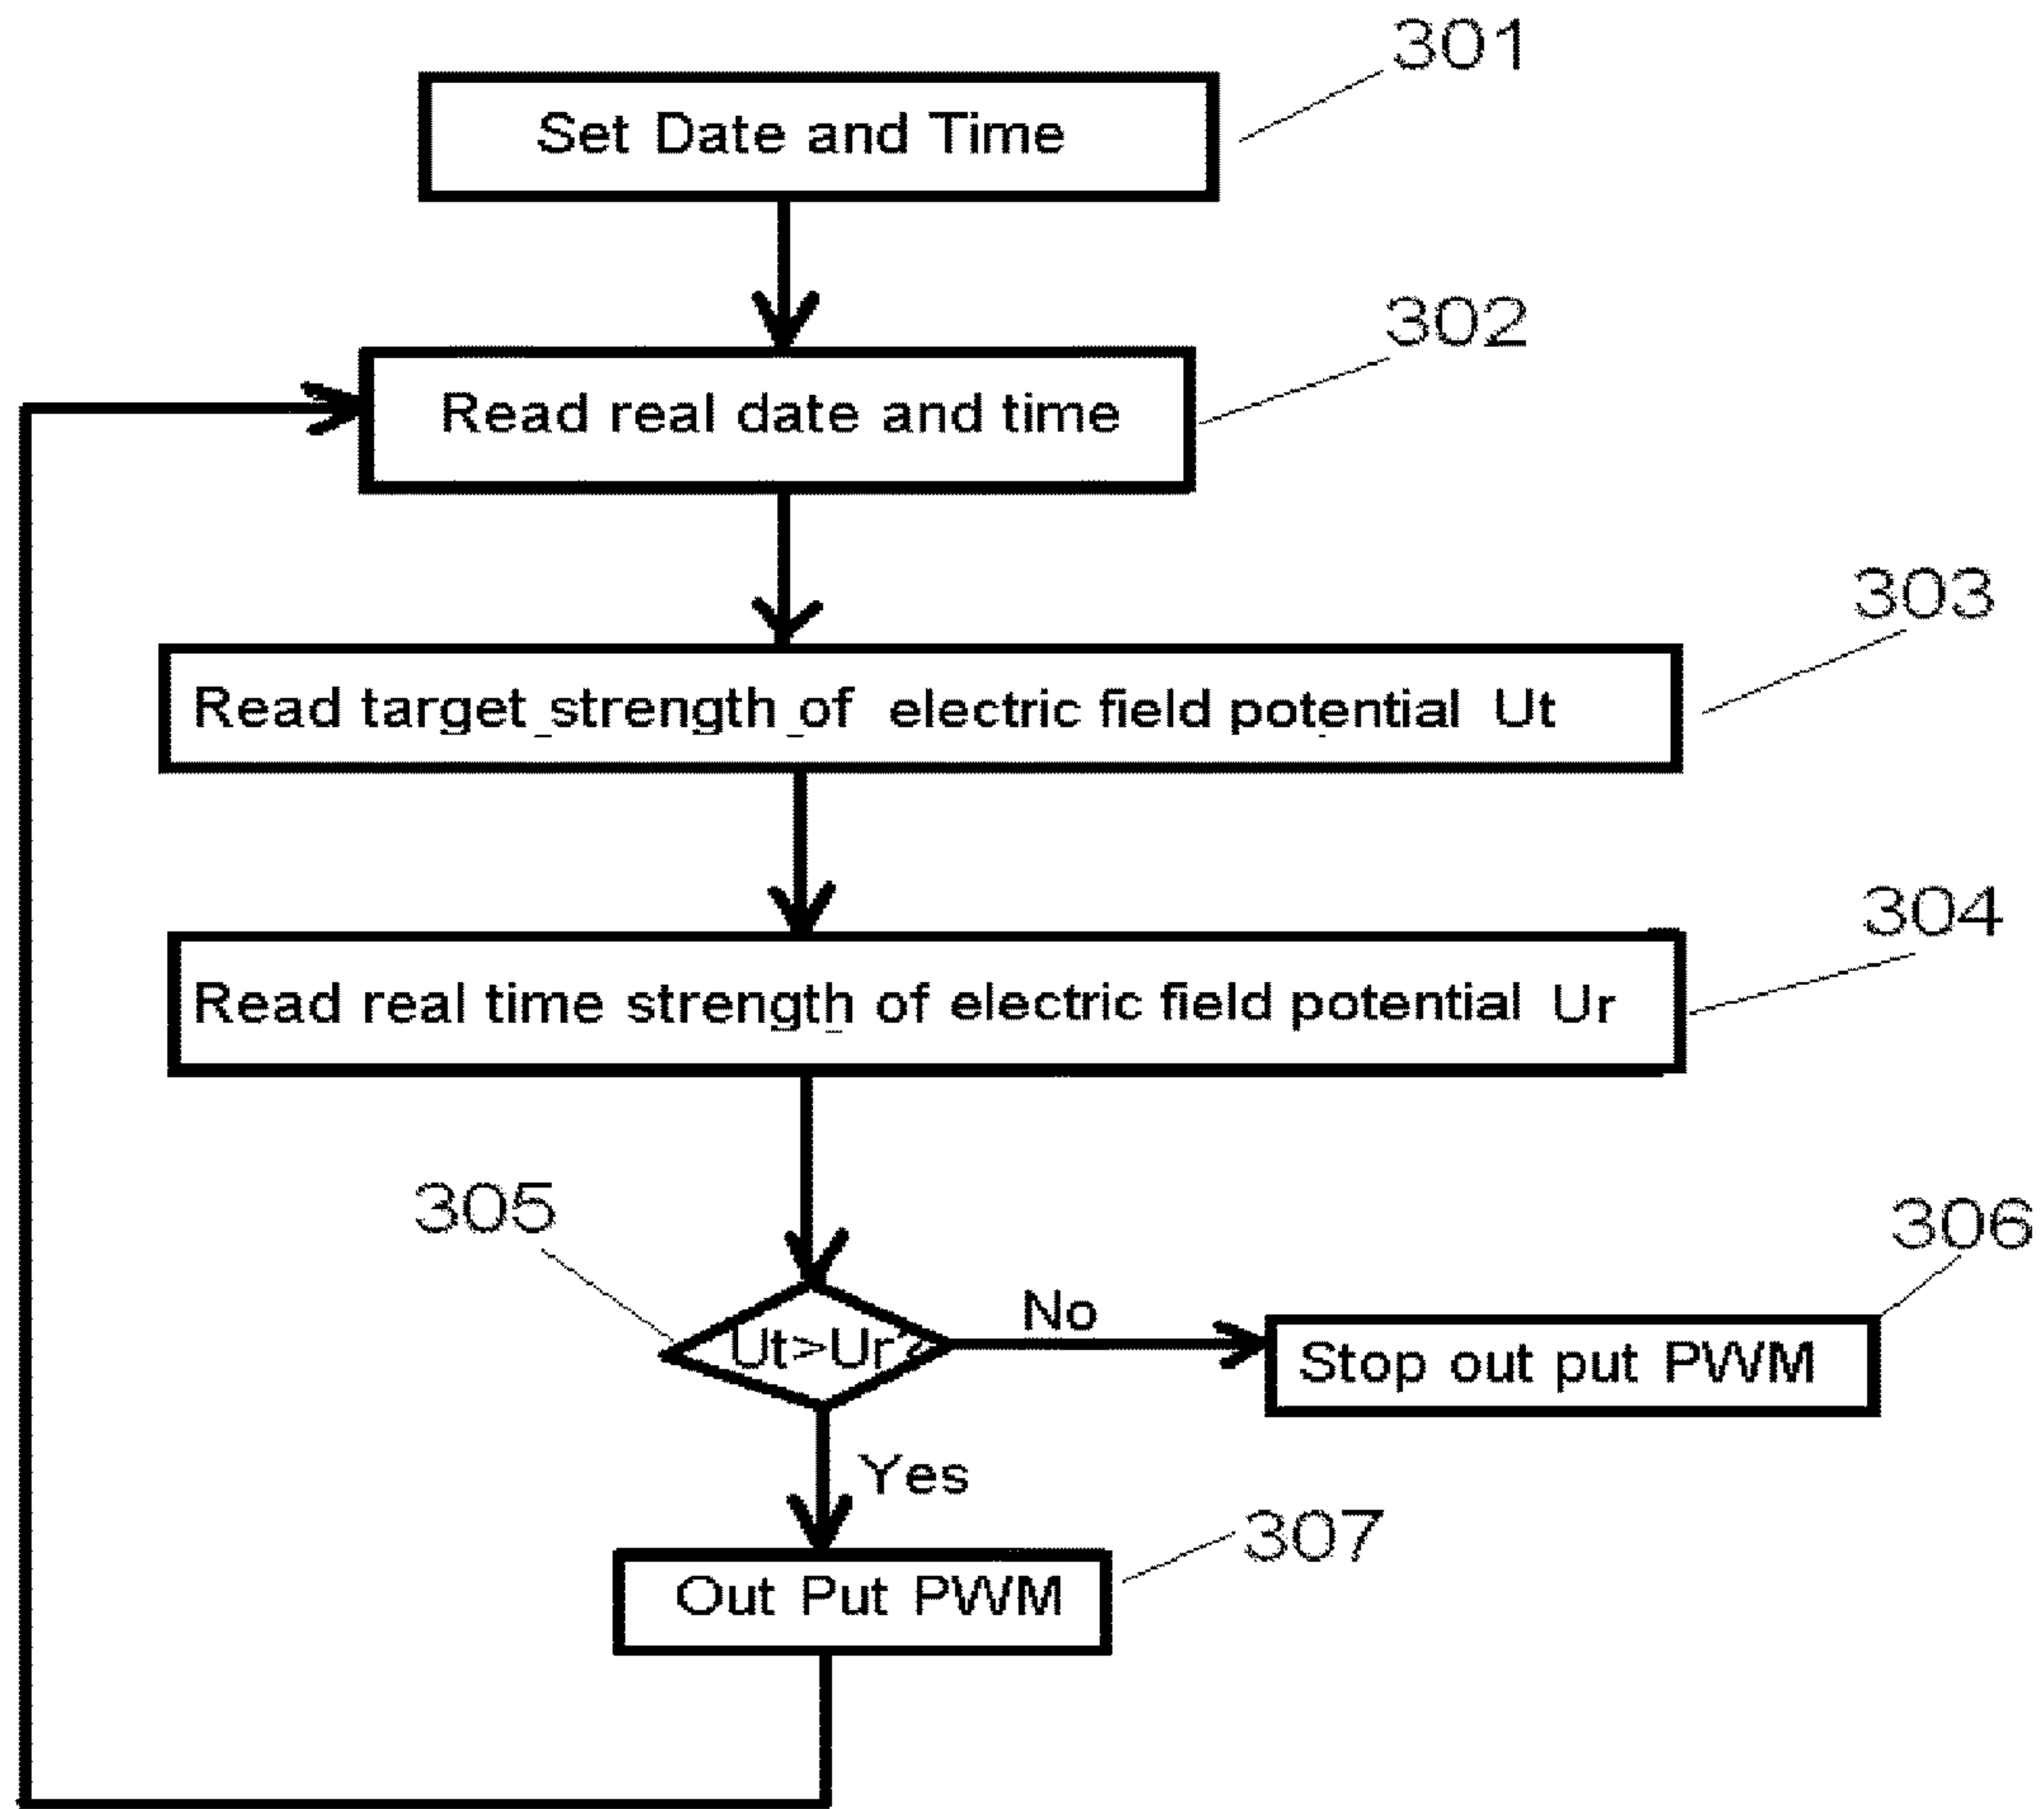 301
Set Date and Time
302
Read real date and time
303
Read target strength of electric field potential Ut
304
Read real time strength of electric field potential Ur
305
306
No
Ut>Ur?
Stop out put PWM
Yes
307
Out Put PWM